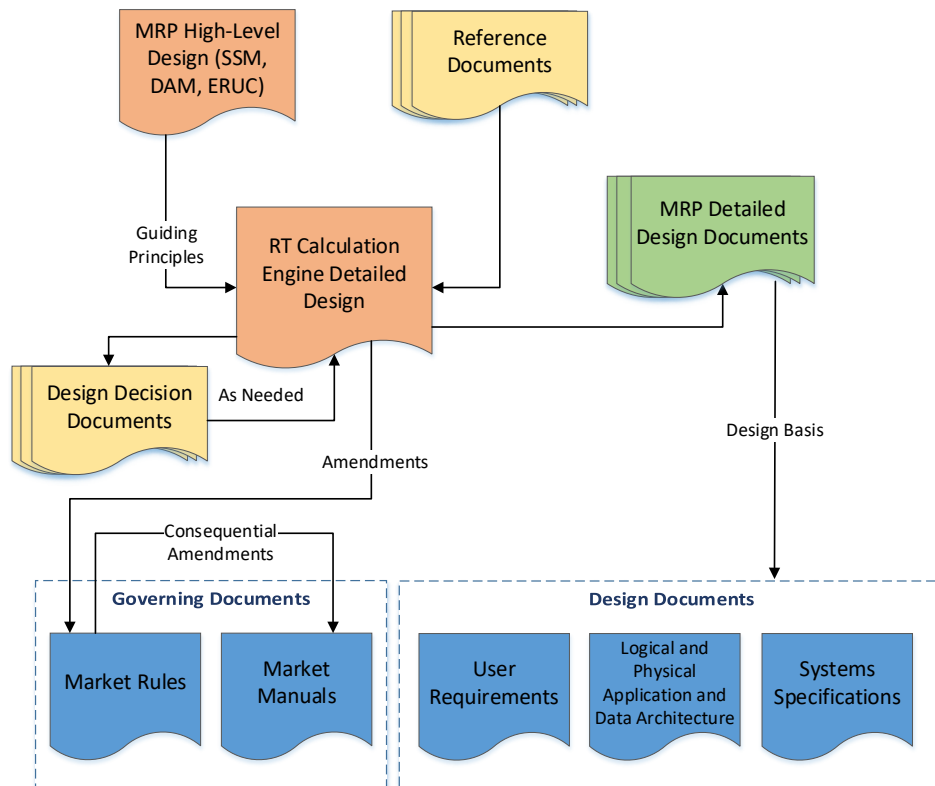 MRP High-Level
Design (SSM,
DAM, ERUC)
Reference
Documents
MRP Detailed
Design Documents
Guiding
Principles
RT Calculation
Engine Detailed
Design
Design Decision
Documents
As Needed
Amendments
Design Basis
Consequential
Amendments
Governing Documents
Market Rules
Market
Manuals
Design Documents
User
Requirements
Logical and
Physical
Application and
Data Architecture
Systems
Specifications